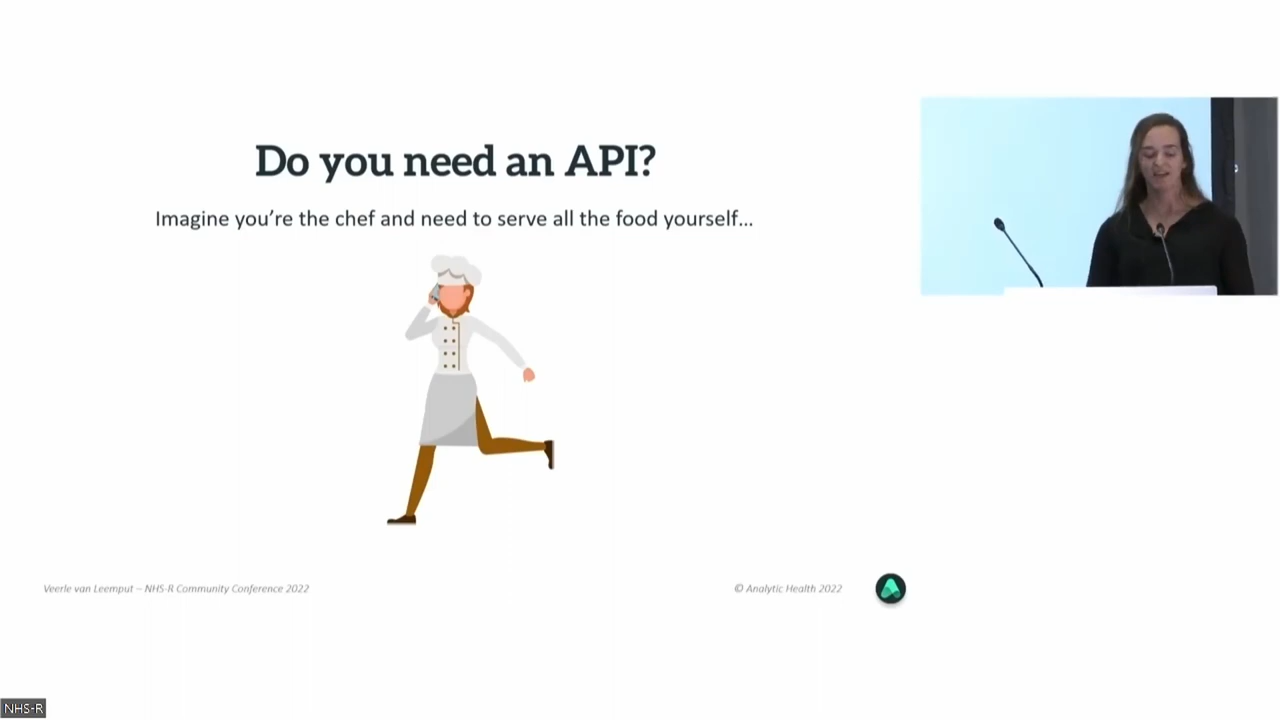 Do you need an API?
Imagine you're the chef and need to serve all the food yourself...
Veerle van Leemput – NHS-R Community Conference 2022
© Analytic Health 2022
NHS-R